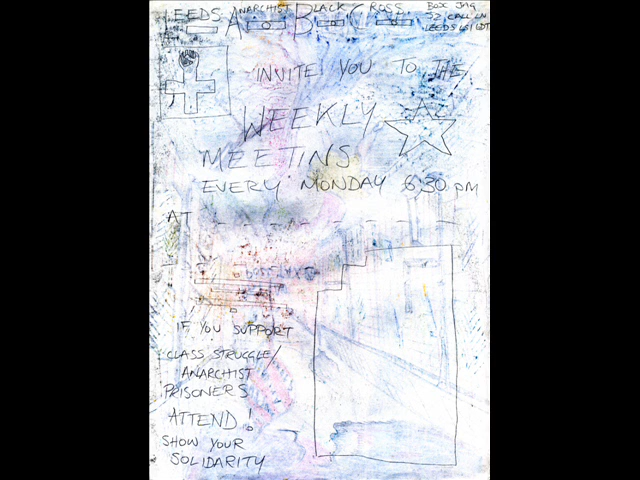 LEEDS ANARCHIST BLACK CROSS
A.B.C.
BOX JAG
52 CALL LN
LEEDS LS1 6DT
INVITE YOU TO THE
WEEKLY
MEETINS
EVERY MONDAY 6.30 pm
AT
IF YOU SUPPORT
CLASS STRUGGLE/
ANARCHIST
PRISONERS
ATTEND!
SHOW YOUR
SOLIDARITY